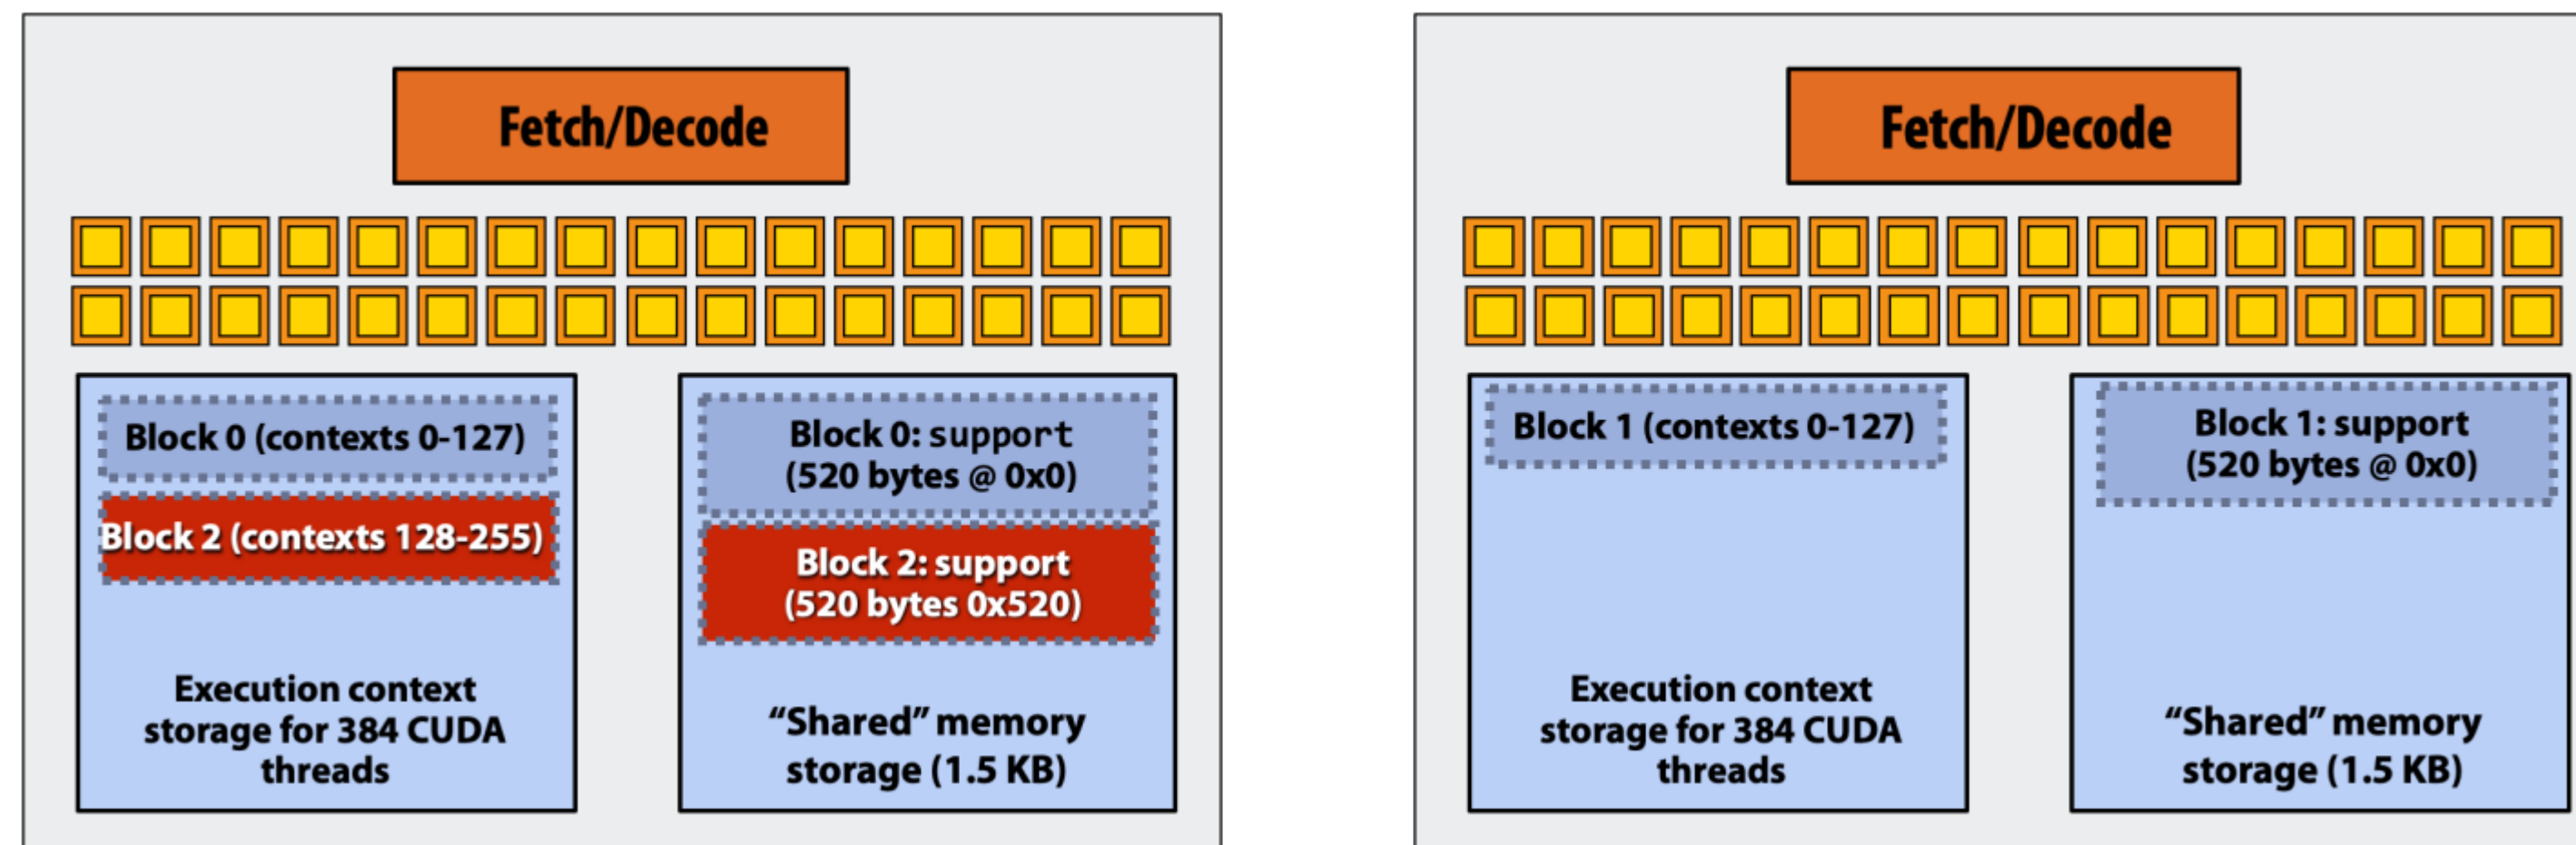 Fetch/Decode
Block 0 (contexts 0-127)
Block 2 (contexts 128-255)
Execution context
storage for 384 CUDA
threads
Block 0: support
(520 bytes @ 0x0)
Block 2: support
(520 bytes 0x520)
“Shared” memory
storage (1.5 KB)
Fetch/Decode
Block 1 (contexts 0-127)
Execution context
storage for 384 CUDA
threads
Block 1: support
(520 bytes @ 0x0)
“Shared” memory
storage (1.5 KB)